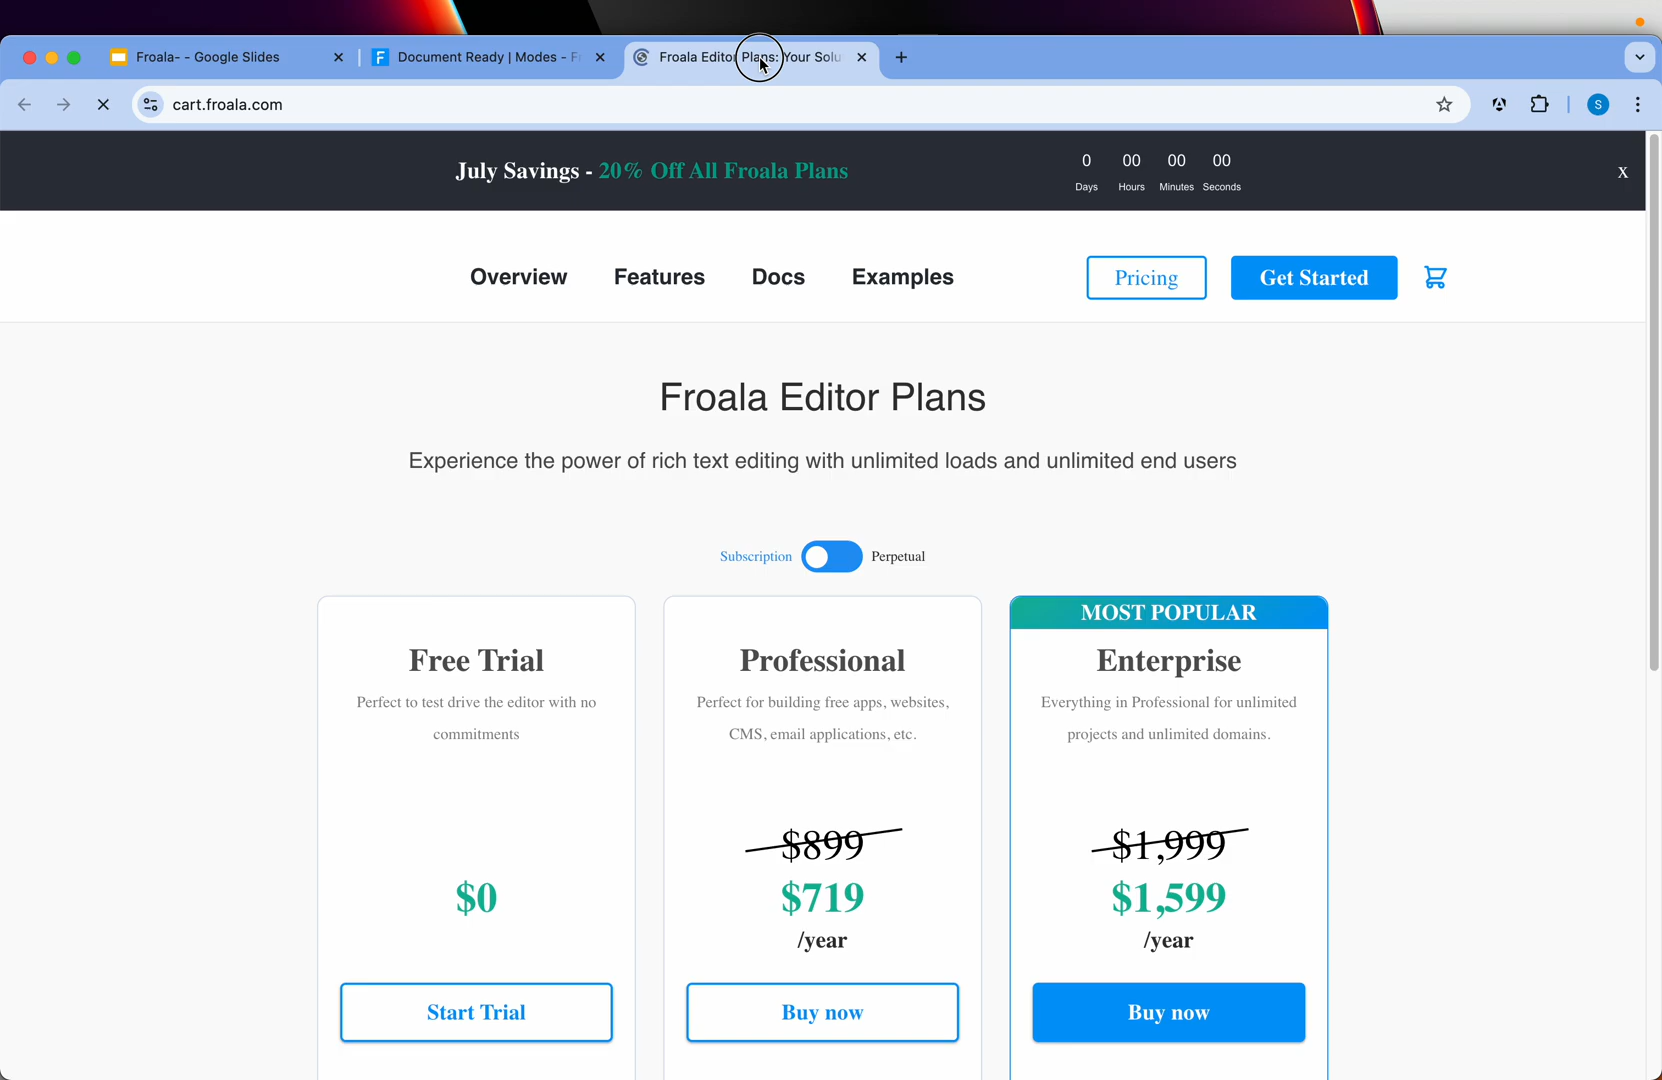 Froala- - Google Slides
Document Ready | Modes - Fr
Froala Editor Plans: Your Solu
cart.froala.com
S
July Savings - 20% Off All Froala Plans
0 00 00 00
Days Hours Minutes Seconds
X
Overview Features Docs Examples Pricing Get Started
Froala Editor Plans
Experience the power of rich text editing with unlimited loads and unlimited end users
Subscription Perpetual
Free Trial
Perfect to test drive the editor with no
commitments
$0
Start Trial
Professional
Perfect for building free apps, websites,
CMS, email applications, etc.
$899
$719
/year
Buy now
MOST POPULAR
Enterprise
Everything in Professional for unlimited
projects and unlimited domains.
$1,999
$1,599
/year
Buy now